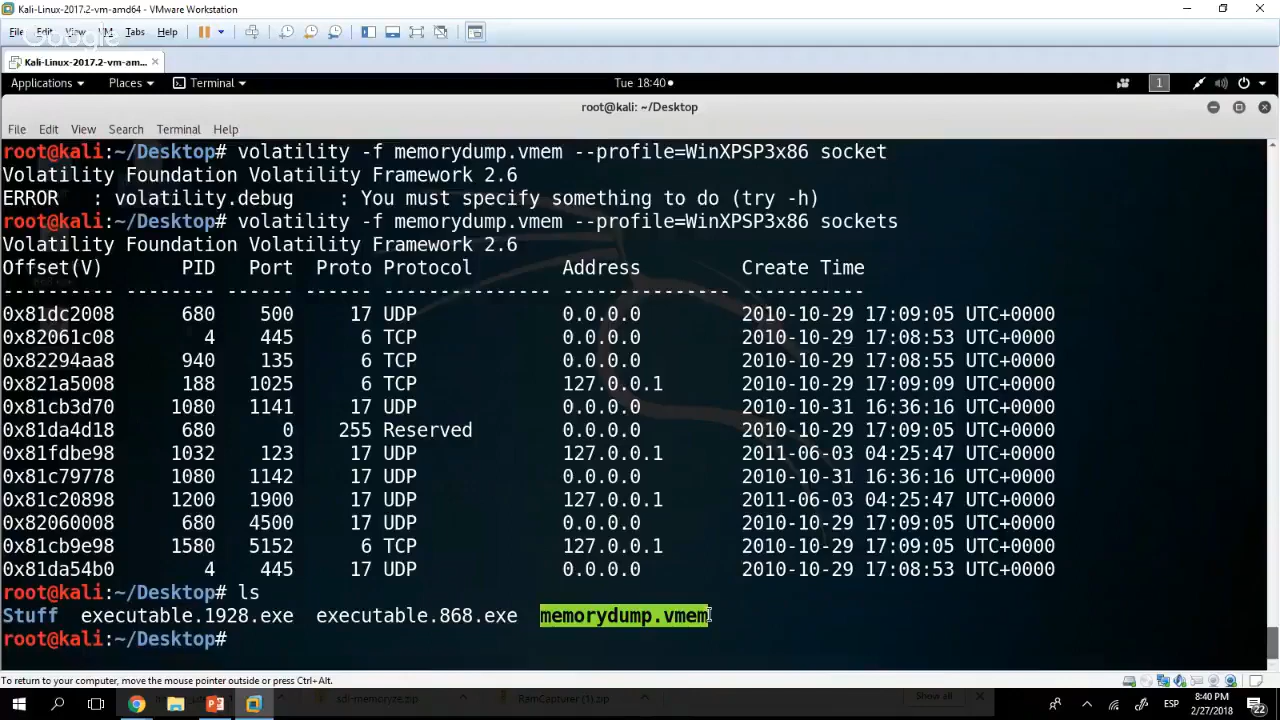 Kali-Linux-2017.2-vm-amd64 - VMware Workstation
File Edit View VM Tabs Help
Google
Kali-Linux-2017.2-vm-am...
Applications Places Terminal Tue 18:40 1
root@kali: ~/Desktop
File Edit View Search Terminal Help
root@kali:~/Desktop# volatility -f memorydump.vmem --profile=WinXPSP3x86 socket
Volatility Foundation Volatility Framework 2.6
ERROR : volatility.debug : You must specify something to do (try -h)
root@kali:~/Desktop# volatility -f memorydump.vmem --profile=WinXPSP3x86 sockets
Volatility Foundation Volatility Framework 2.6
Offset(V) PID Port Proto Protocol Address Create Time
---------- -------- ------ ------ --------------- --------------- -----------
0x81dc2008 680 500 17 UDP 0.0.0.0 2010-10-29 17:09:05 UTC+0000
0x82061c08 4 445 6 TCP 0.0.0.0 2010-10-29 17:08:53 UTC+0000
0x82294aa8 940 135 6 TCP 0.0.0.0 2010-10-29 17:08:55 UTC+0000
0x821a5008 188 1025 6 TCP 127.0.0.1 2010-10-29 17:09:09 UTC+0000
0x81cb3d70 1080 1141 17 UDP 0.0.0.0 2010-10-31 16:36:16 UTC+0000
0x81da4d18 680 0 255 Reserved 0.0.0.0 2010-10-29 17:09:05 UTC+0000
0x81fdbe98 1032 123 17 UDP 127.0.0.1 2011-06-03 04:25:47 UTC+0000
0x81c79778 1080 1142 17 UDP 0.0.0.0 2010-10-31 16:36:16 UTC+0000
0x81c20898 1200 1900 17 UDP 127.0.0.1 2011-06-03 04:25:47 UTC+0000
0x82060008 680 4500 17 UDP 0.0.0.0 2010-10-29 17:09:05 UTC+0000
0x81cb9e98 1580 5152 6 TCP 127.0.0.1 2010-10-29 17:09:05 UTC+0000
0x81da54b0 4 445 17 UDP 0.0.0.0 2010-10-29 17:08:53 UTC+0000
root@kali:~/Desktop# ls
Stuff executable.1928.exe executable.868.exe memorydump.vmem
root@kali:~/Desktop#
To return to your computer, move the mouse pointer outside or press Ctrl+Alt.
sdl-memoryze.zip RamCapturer (1).zip Show all
ESP 8:40 PM
2/27/2018 22